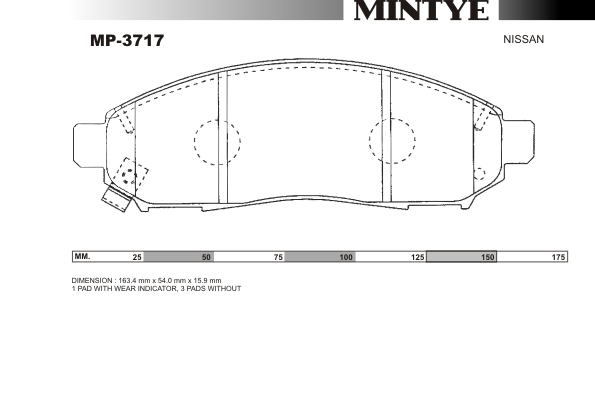 MINTYE
MP-3717
NISSAN
MM. 25 50 75 100 125 150 175
DIMENSION : 163.4 mm x 54.0 mm x 15.9 mm
1 PAD WITH WEAR INDICATOR, 3 PADS WITHOUT